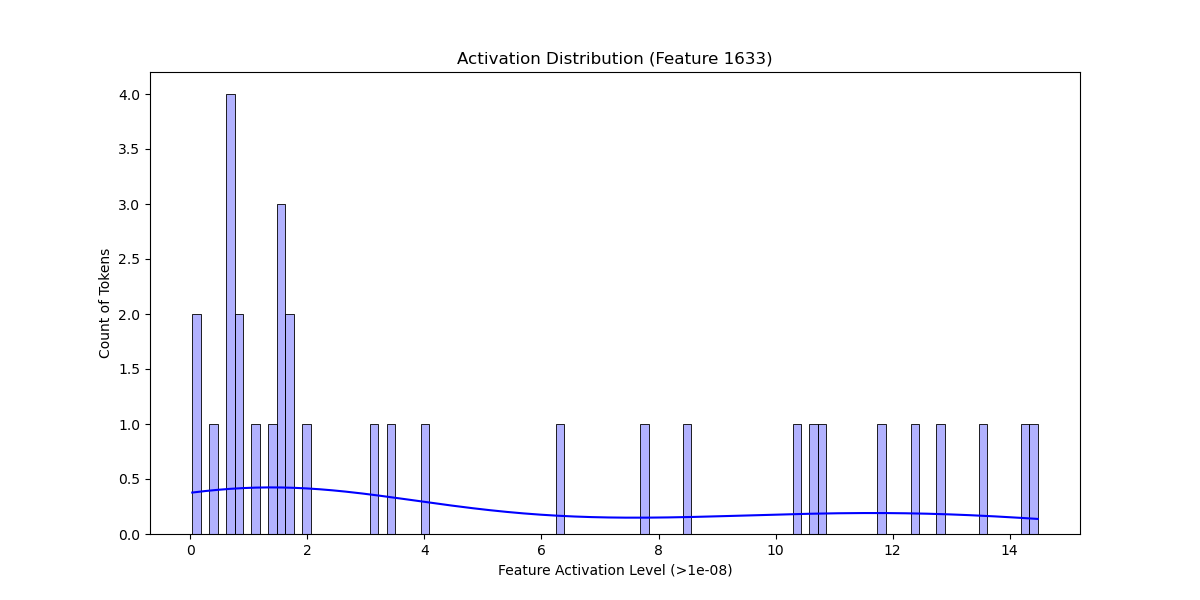 Activation Distribution (Feature 1633)
4.0
3.5
3.0
2.5
2.0
1.5
1.0
0.5
0.0
Count of Tokens
0 2 4 6 8 10 12 14
Feature Activation Level (>1e-08)